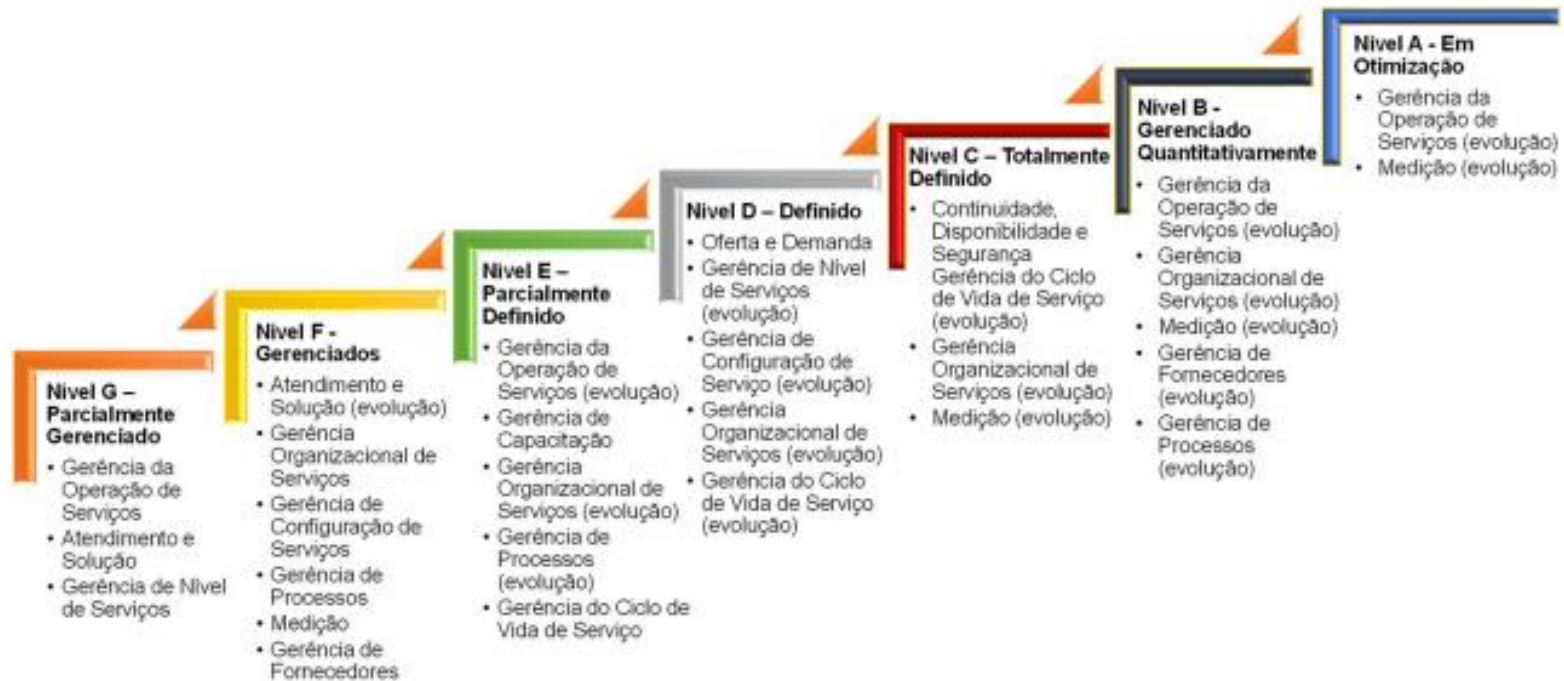 Nível G –
Parcialmente
Gerenciado
• Gerência da
Operação de
Serviços
• Atendimento e
Solução
• Gerência de Nível
de Serviços
Nível F -
Gerenciados
• Atendimento e
Solução (evolução)
• Gerência
Organizacional de
Serviços
• Gerência de
Configuração de
Serviços
• Gerência de
Processos
• Medição
• Gerência de
Fornecedores
Nível E –
Parcialmente
Definido
• Gerência da
Operação de
Serviços (evolução)
• Gerência de
Capacitação
• Gerência
Organizacional de
Serviços (evolução)
• Gerência de
Processos
(evolução)
• Gerência do Ciclo de
Vida de Serviço
Nível D – Definido
• Oferta e Demanda
• Gerência de Nível
de Serviços
(evolução)
• Gerência de
Configuração de
Serviço (evolução)
• Gerência
Organizacional de
Serviços (evolução)
• Gerência do Ciclo
de Vida de Serviço
(evolução)
Nível C – Totalmente
Definido
• Continuidade,
Disponibilidade e
Segurança
Gerência do Ciclo
de Vida de Serviço
(evolução)
• Gerência
Organizacional de
Serviços (evolução)
• Medição (evolução)
Nível B -
Gerenciado
Quantitativamente
• Gerência da
Operação de
Serviços (evolução)
• Gerência
Organizacional de
Serviços (evolução)
• Medição (evolução)
• Gerência de
Fornecedores
(evolução)
• Gerência de
Processos
(evolução)
Nível A - Em
Otimização
• Gerência da
Operação de
Serviços (evolução)
• Medição (evolução)